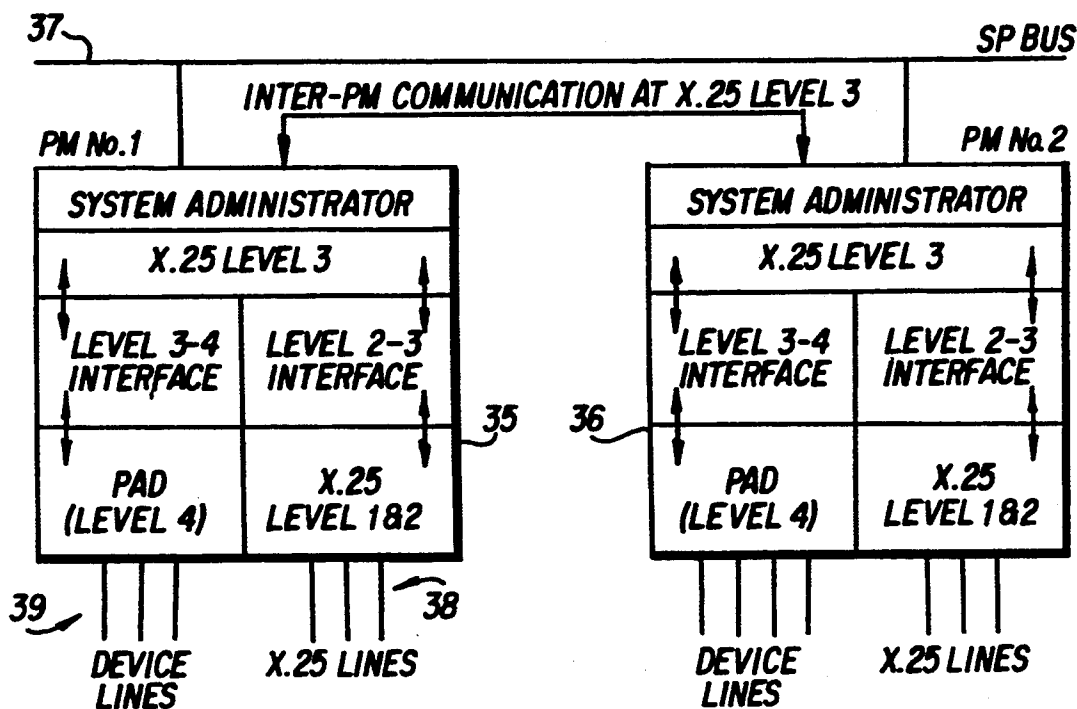 37
SP BUS
INTER-PM COMMUNICATION AT X.25 LEVEL 3
PM No.1
PM No.2
SYSTEM ADMINISTRATOR
X.25 LEVEL 3
LEVEL 3-4
INTERFACE
LEVEL 2-3
INTERFACE
PAD
(LEVEL 4)
X.25
LEVEL 1&2
35
SYSTEM ADMINISTRATOR
X.25 LEVEL 3
LEVEL 3-4
INTERFACE
LEVEL 2-3
INTERFACE
36
PAD
(LEVEL 4)
X.25
LEVEL 1&2
39
38
DEVICE
LINES
X.25 LINES
DEVICE
LINES
X.25 LINES